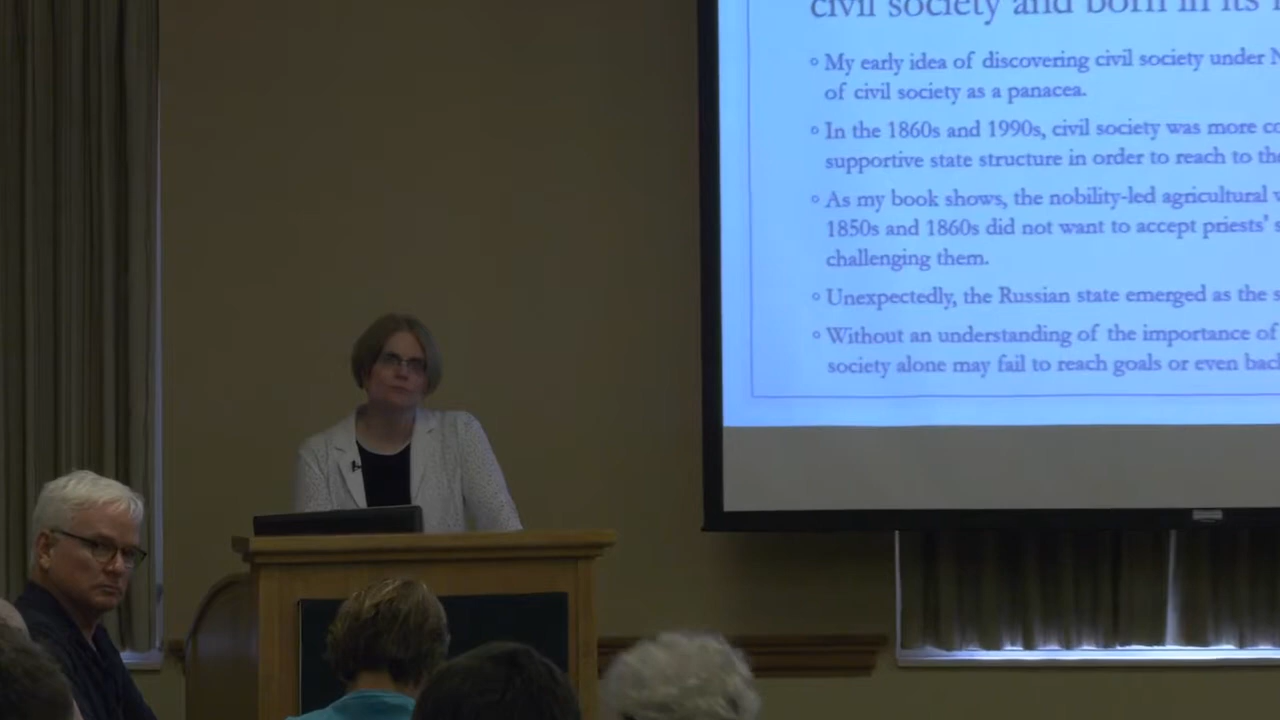 civil society and born in its
My early idea of discovering civil society under
of civil society as a panacea.
In the 1860s and 1990s, civil society was more
supportive state structure in order to reach to
As my book shows, the nobility-led agricultural
1850s and 1860s did not want to accept priests'
challenging them.
Unexpectedly, the Russian state emerged as the
Without an understanding of the importance of
society alone may fail to reach goals or even